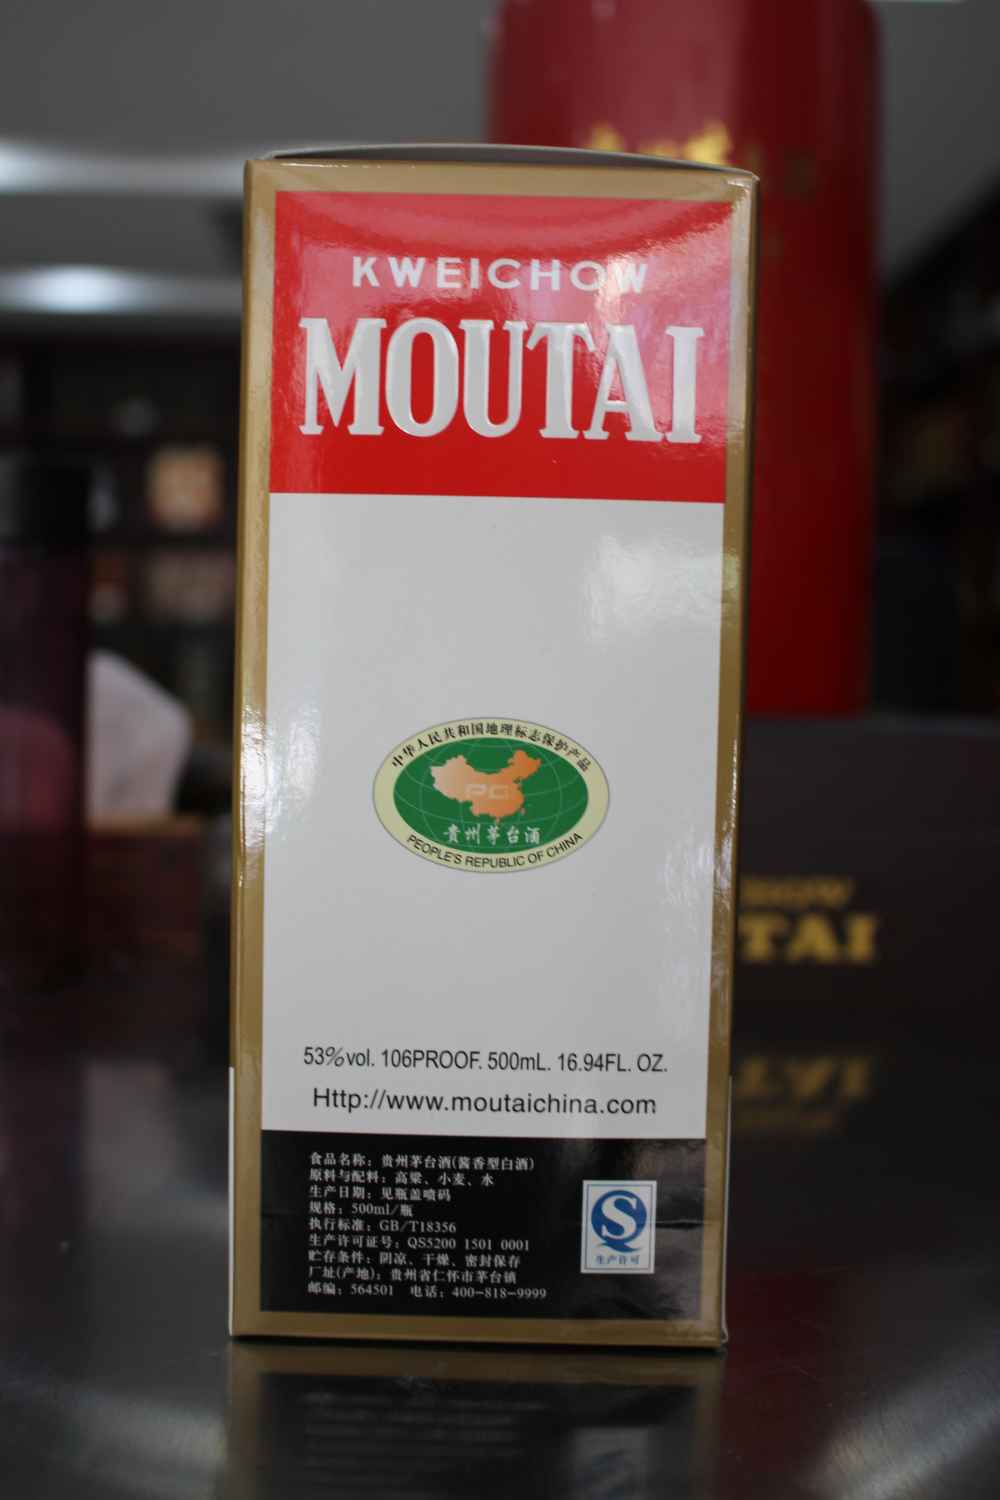 KWEICHOW
MOUTAI
中华人民共和国地理标志保护产品
PG
贵州茅台酒
PEOPLE'S REPUBLIC OF CHINA
53%vol. 106PROOF. 500mL. 16.94FL. OZ.
Http://www.moutaichina.com
食品名称：贵州茅台酒(酱香型白酒)
原料与配料：高粱、小麦、水
生产日期：见瓶盖喷码
规格：500ml/瓶
执行标准：GB/T18356
生产许可证号：QS5200 1501 0001
贮存条件：阴凉、干燥、密封保存
厂址(产地)：贵州省仁怀市茅台镇
邮编：564501 电话：400-818-9999
S
生产许可
TAI